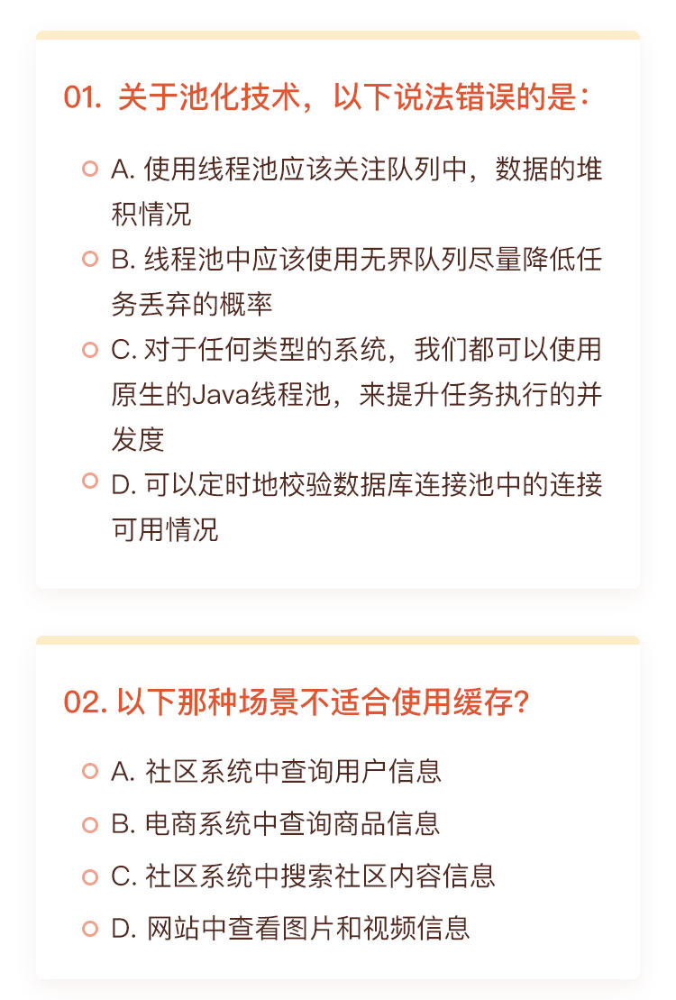 01. 关于池化技术，以下说法错误的是：
A. 使用线程池应该关注队列中，数据的堆
积情况
B. 线程池中应该使用无界队列尽量降低任
务丢弃的概率
C. 对于任何类型的系统，我们都可以使用
原生的Java线程池，来提升任务执行的并
发度
D. 可以定时地校验数据库连接池中的连接
可用情况
02. 以下那种场景不适合使用缓存?
A. 社区系统中查询用户信息
B. 电商系统中查询商品信息
C. 社区系统中搜索社区内容信息
D. 网站中查看图片和视频信息